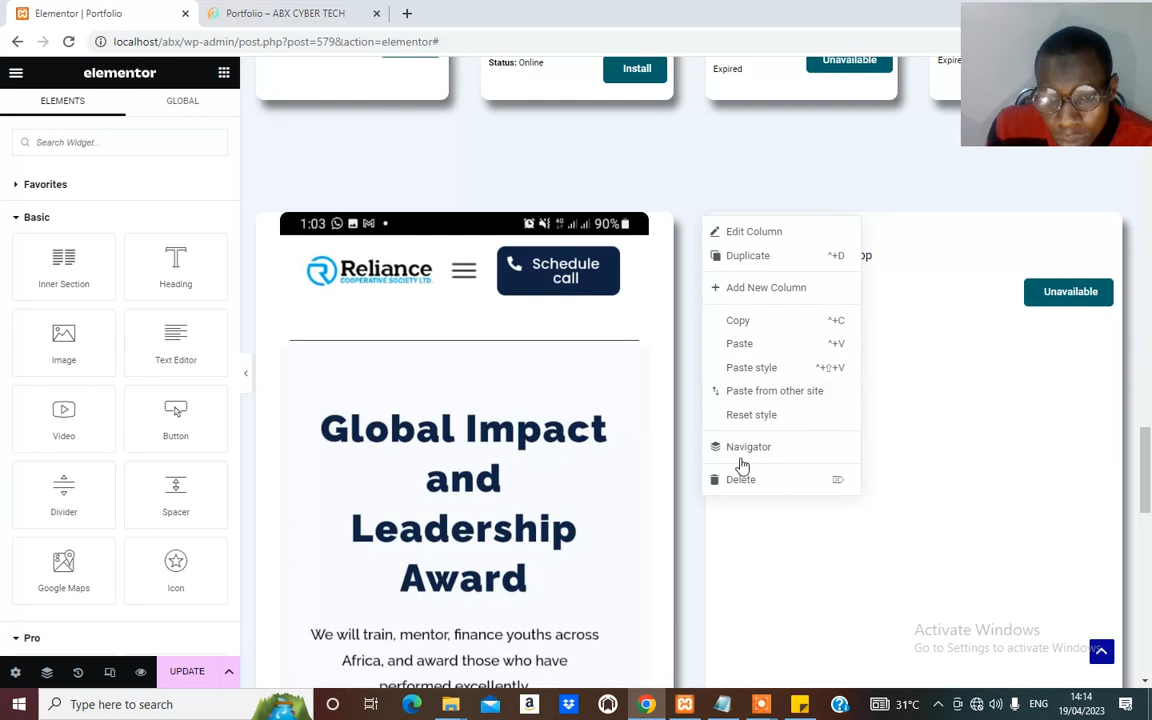 Elementor | Portfolio
Portfolio – ABX CYBER TECH
localhost/abx/wp-admin/post.php?post=579&action=elementor#
elementor
ELEMENTS
GLOBAL
Search Widget...
Favorites
Basic
Inner Section
Heading
Image
Text Editor
Video
Button
Divider
Spacer
Google Maps
Icon
Pro
UPDATE
Status: Online
Install
Expired
Unavailable
1:03
90%
Reliance
COOPERATIVE SOCIETY LTD.
Schedule
call
Global Impact
and
Leadership
Award
We will train, mentor, finance youths across
Africa, and award those who have
performed excellently
Edit Column
Duplicate ^+D
Add New Column
Copy ^+C
Paste ^+V
Paste style ^+⇧+V
Paste from other site
Reset style
Navigator
Delete
Unavailable
Activate Windows
Go to Settings to activate Windows
Type here to search
31°C
ENG
14:14
19/04/2023